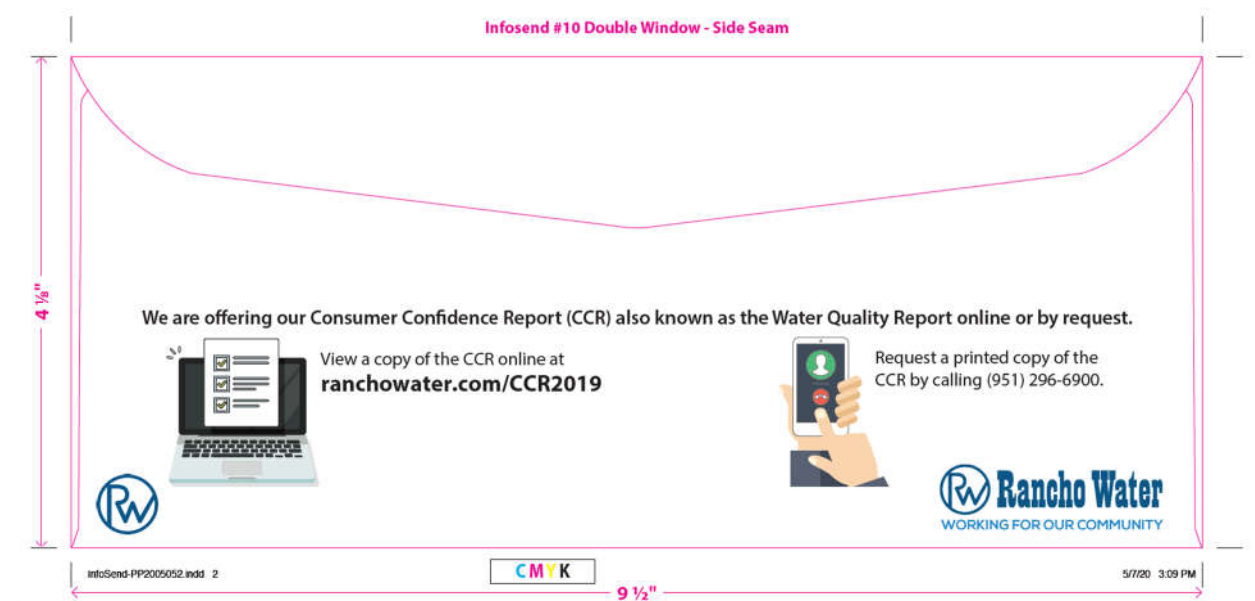 Infosend #10 Double Window - Side Seam
4 ⅛"
We are offering our Consumer Confidence Report (CCR) also known as the Water Quality Report online or by request.
View a copy of the CCR online at
ranchowater.com/CCR2019
Request a printed copy of the
CCR by calling (951) 296-6900.
RW
RW Rancho Water
WORKING FOR OUR COMMUNITY
InfoSend-PP2005052.indd 2
CMYK
5/7/20 3:09 PM
9 ½"